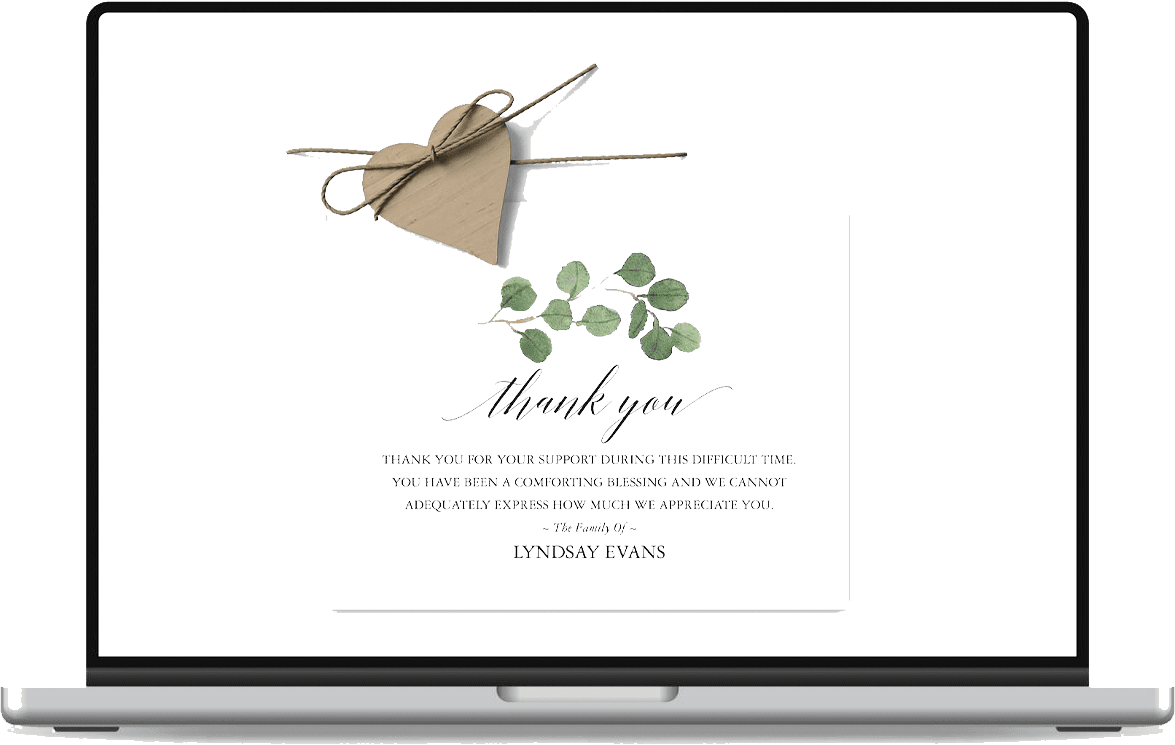 thank you
THANK YOU FOR YOUR SUPPORT DURING THIS DIFFICULT TIME.
YOU HAVE BEEN A COMFORTING BLESSING AND WE CANNOT
ADEQUATELY EXPRESS HOW MUCH WE APPRECIATE YOU.
~ The Family Of ~
LYNDSAY EVANS